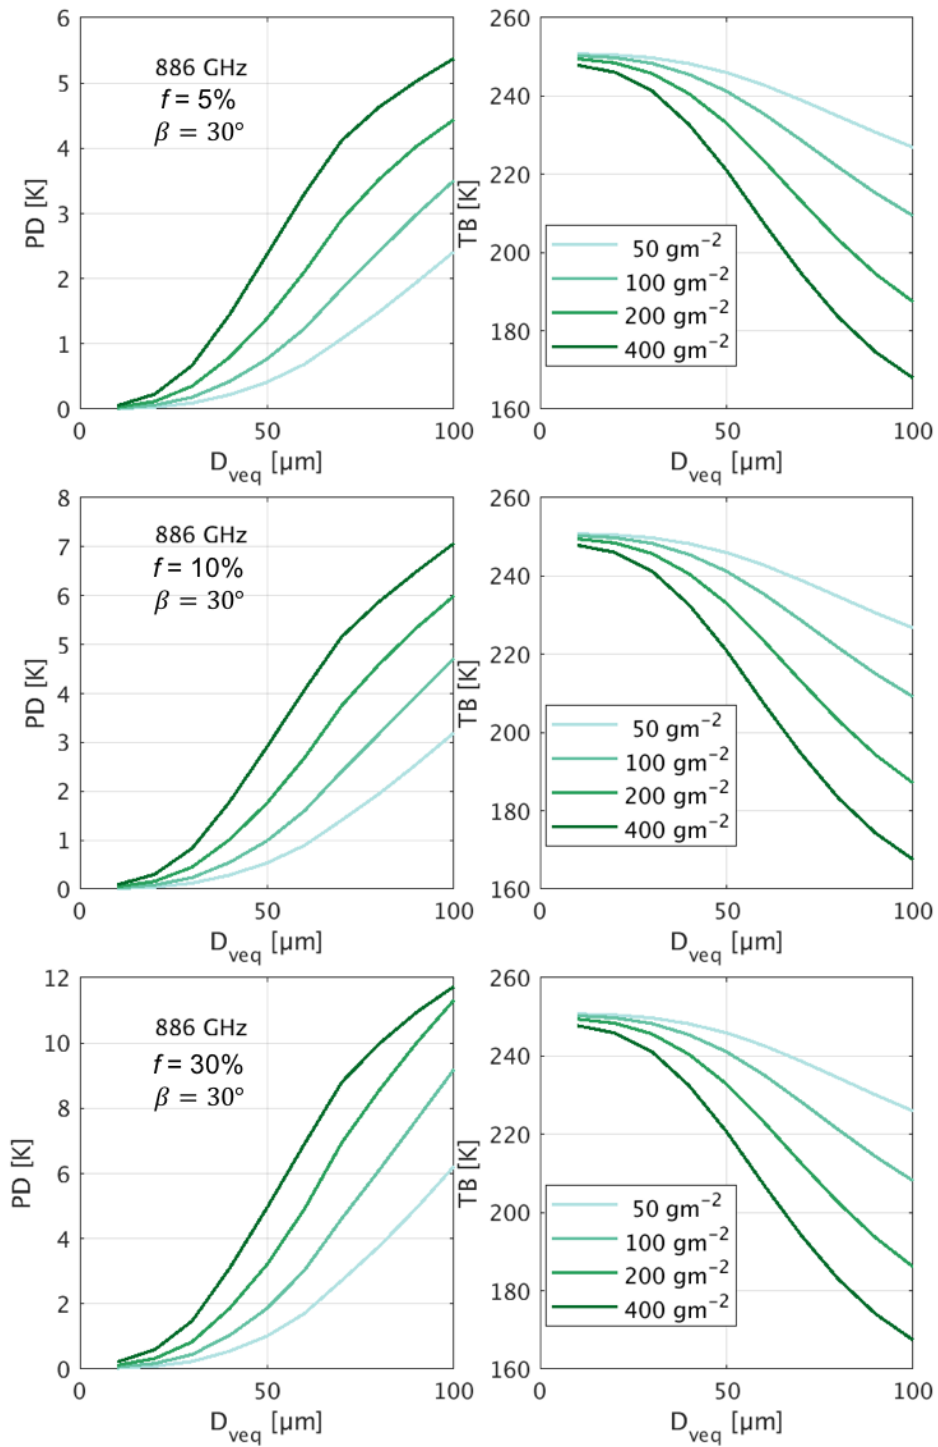 6
5
4
3
2
1
0
PD [K]
886 GHz
f = 5%
β = 30°
0
50
100
D_veq [µm]
260
240
220
200
180
160
TB [K]
50 gm⁻²
100 gm⁻²
200 gm⁻²
400 gm⁻²
0
50
100
D_veq [µm]
8
7
6
5
4
3
2
1
0
PD [K]
886 GHz
f = 10%
β = 30°
0
50
100
D_veq [µm]
260
240
220
200
180
160
TB [K]
50 gm⁻²
100 gm⁻²
200 gm⁻²
400 gm⁻²
0
50
100
D_veq [µm]
12
10
8
6
4
2
0
PD [K]
886 GHz
f = 30%
β = 30°
0
50
100
D_veq [µm]
260
240
220
200
180
160
TB [K]
50 gm⁻²
100 gm⁻²
200 gm⁻²
400 gm⁻²
0
50
100
D_veq [µm]